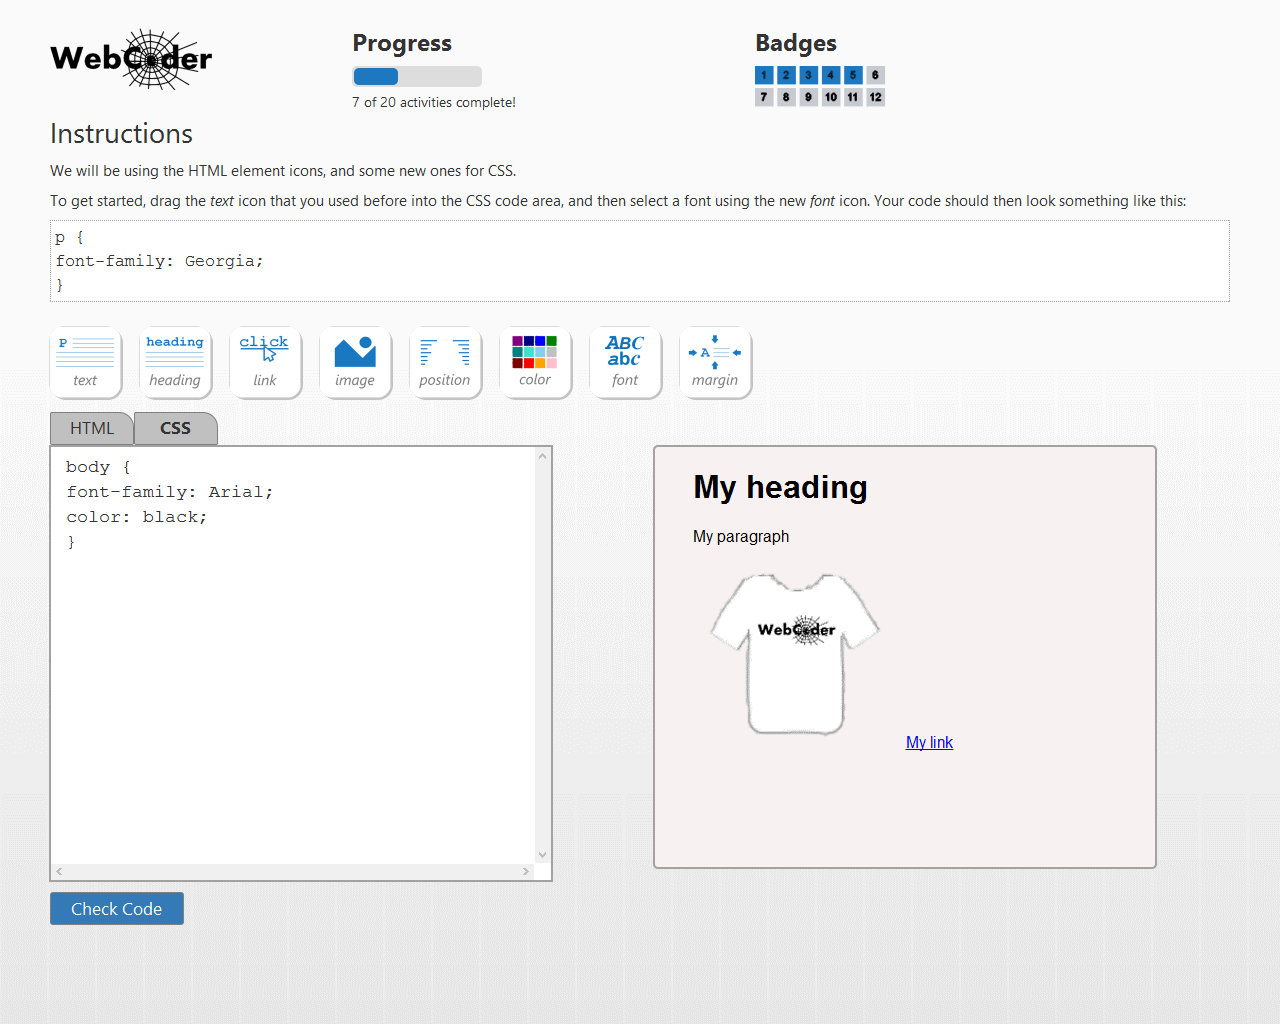 WebCoder
Progress
7 of 20 activities complete!
Badges
1 2 3 4 5 6
7 8 9 10 11 12
Instructions
We will be using the HTML element icons, and some new ones for CSS.
To get started, drag the text icon that you used before into the CSS code area, and then select a font using the new font icon. Your code should then look something like this:
p {
font-family: Georgia;
}
P
text
heading
heading
click
link
image
position
color
ABC
abc
font
A
margin
HTML CSS
body {
font-family: Arial;
color: black;
}
My heading
My paragraph
WebCoder
My link
Check Code